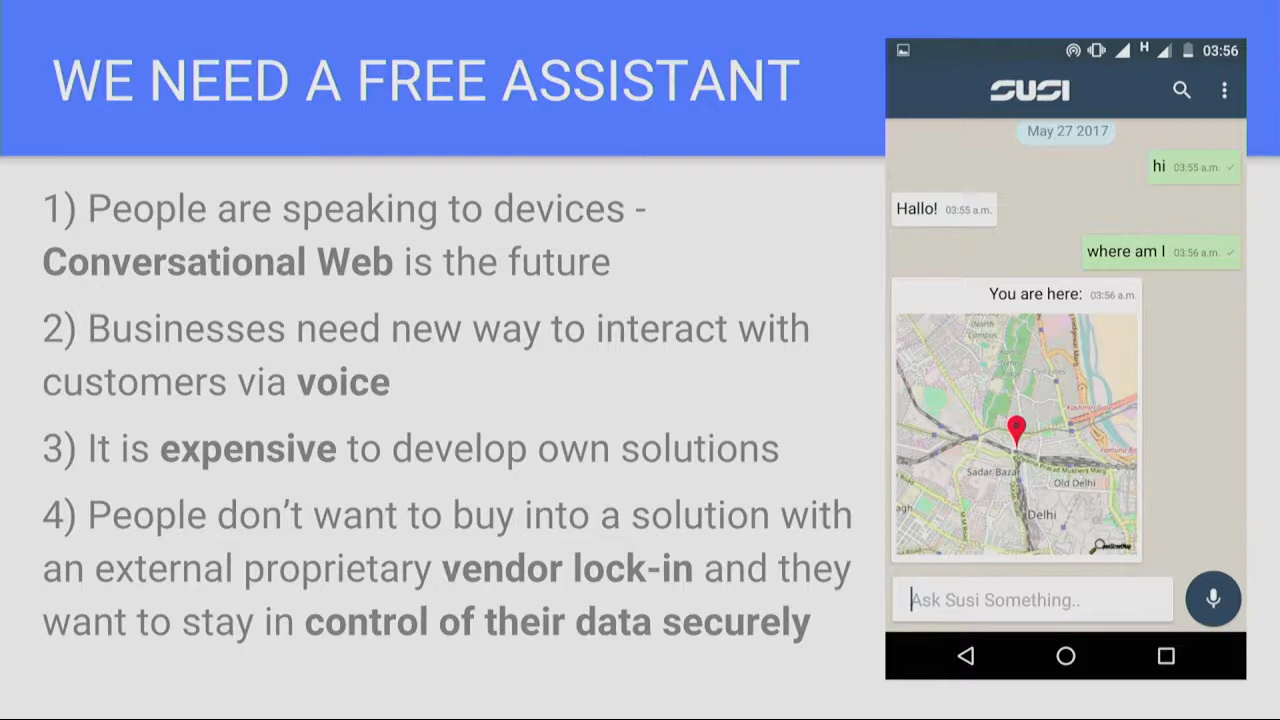 WE NEED A FREE ASSISTANT
1) People are speaking to devices -
Conversational Web is the future
2) Businesses need new way to interact with
customers via voice
3) It is expensive to develop own solutions
4) People don’t want to buy into a solution with
an external proprietary vendor lock-in and they
want to stay in control of their data securely
H 03:56
SUSI
May 27 2017
hi 03:55 a.m.
Hallo! 03:55 a.m.
where am I 03:56 a.m.
You are here: 03:56 a.m.
(North
Campus
Civil Lines
Sadar Bazar
Old Delhi
Delhi
Ask Susi Something..